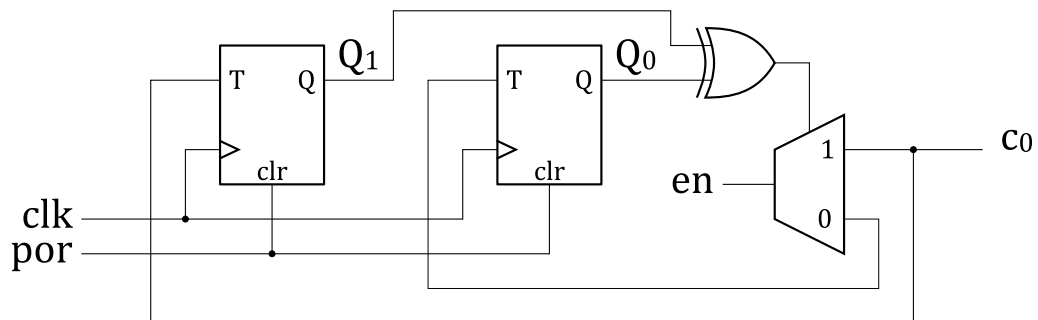 T Q Q₁
clr
T Q Q₀
clr
1 c₀
en
0
clk
por